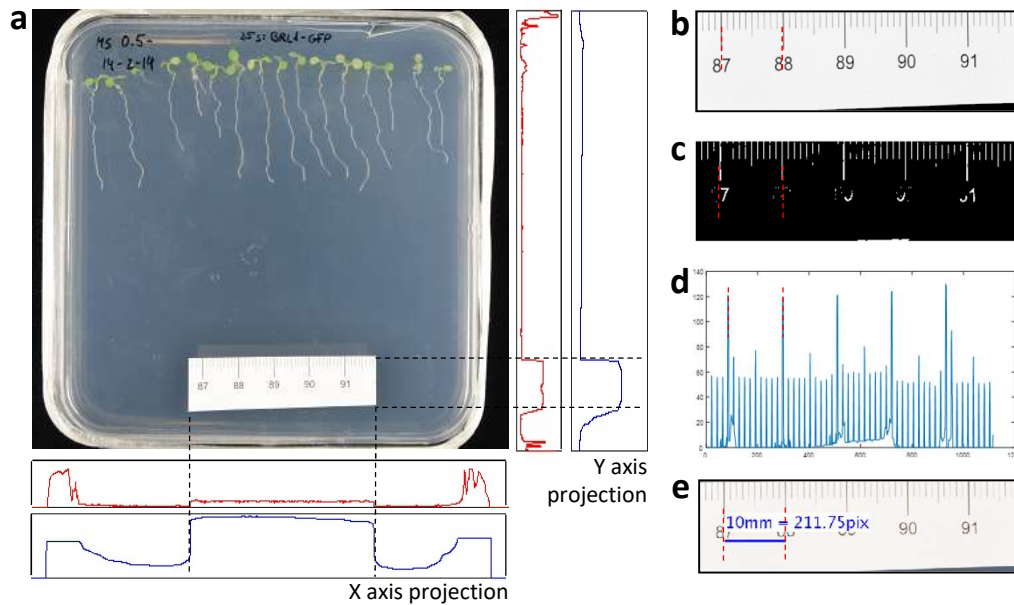 a
MS 0.5-
35S:BRL1-GFP
14-2-14
87 88 89 90 91
Y axis
projection
X axis projection
b
87 88 89 90 91
c
d
140
120
100
80
60
40
20
0
0 200 400 600 800 1000
e
10mm = 211.75pix
90 91